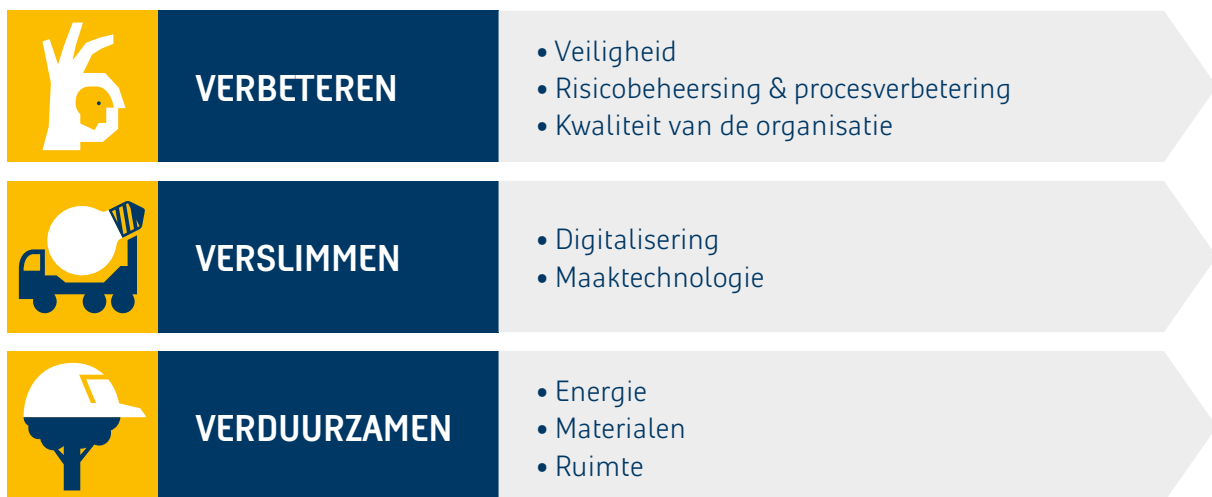 VERBETEREN
• Veiligheid
• Risicobeheersing & procesverbetering
• Kwaliteit van de organisatie
VERSLIMMEN
• Digitalisering
• Maaktechnologie
VERDUURZAMEN
• Energie
• Materialen
• Ruimte